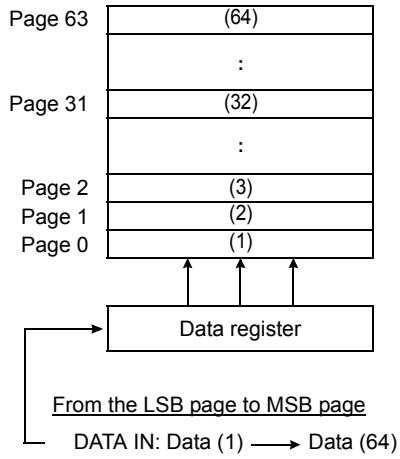 Page 63 (64)
:
Page 31 (32)
:
Page 2 (3)
Page 1 (2)
Page 0 (1)
Data register
From the LSB page to MSB page
DATA IN: Data (1) Data (64)